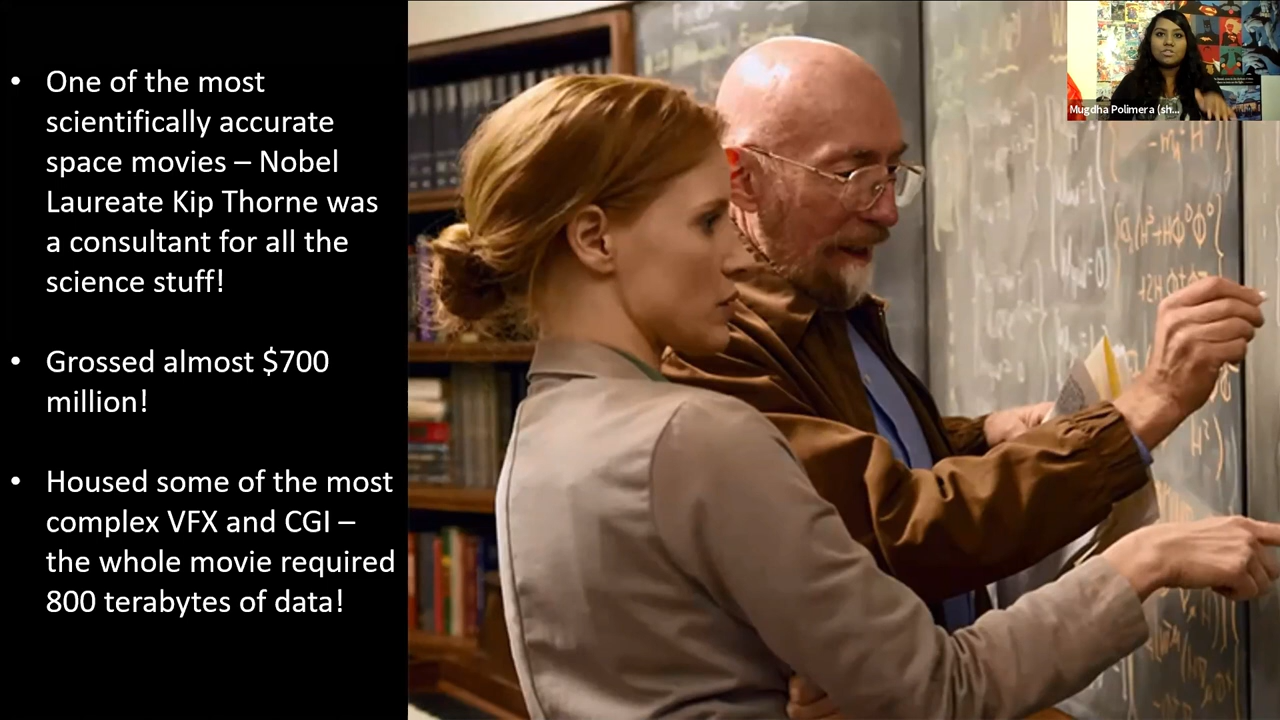 • One of the most
scientifically accurate
space movies – Nobel
Laureate Kip Thorne was
a consultant for all the
science stuff!
• Grossed almost $700
million!
• Housed some of the most
complex VFX and CGI –
the whole movie required
800 terabytes of data!
Mugdha Polimera (sh...